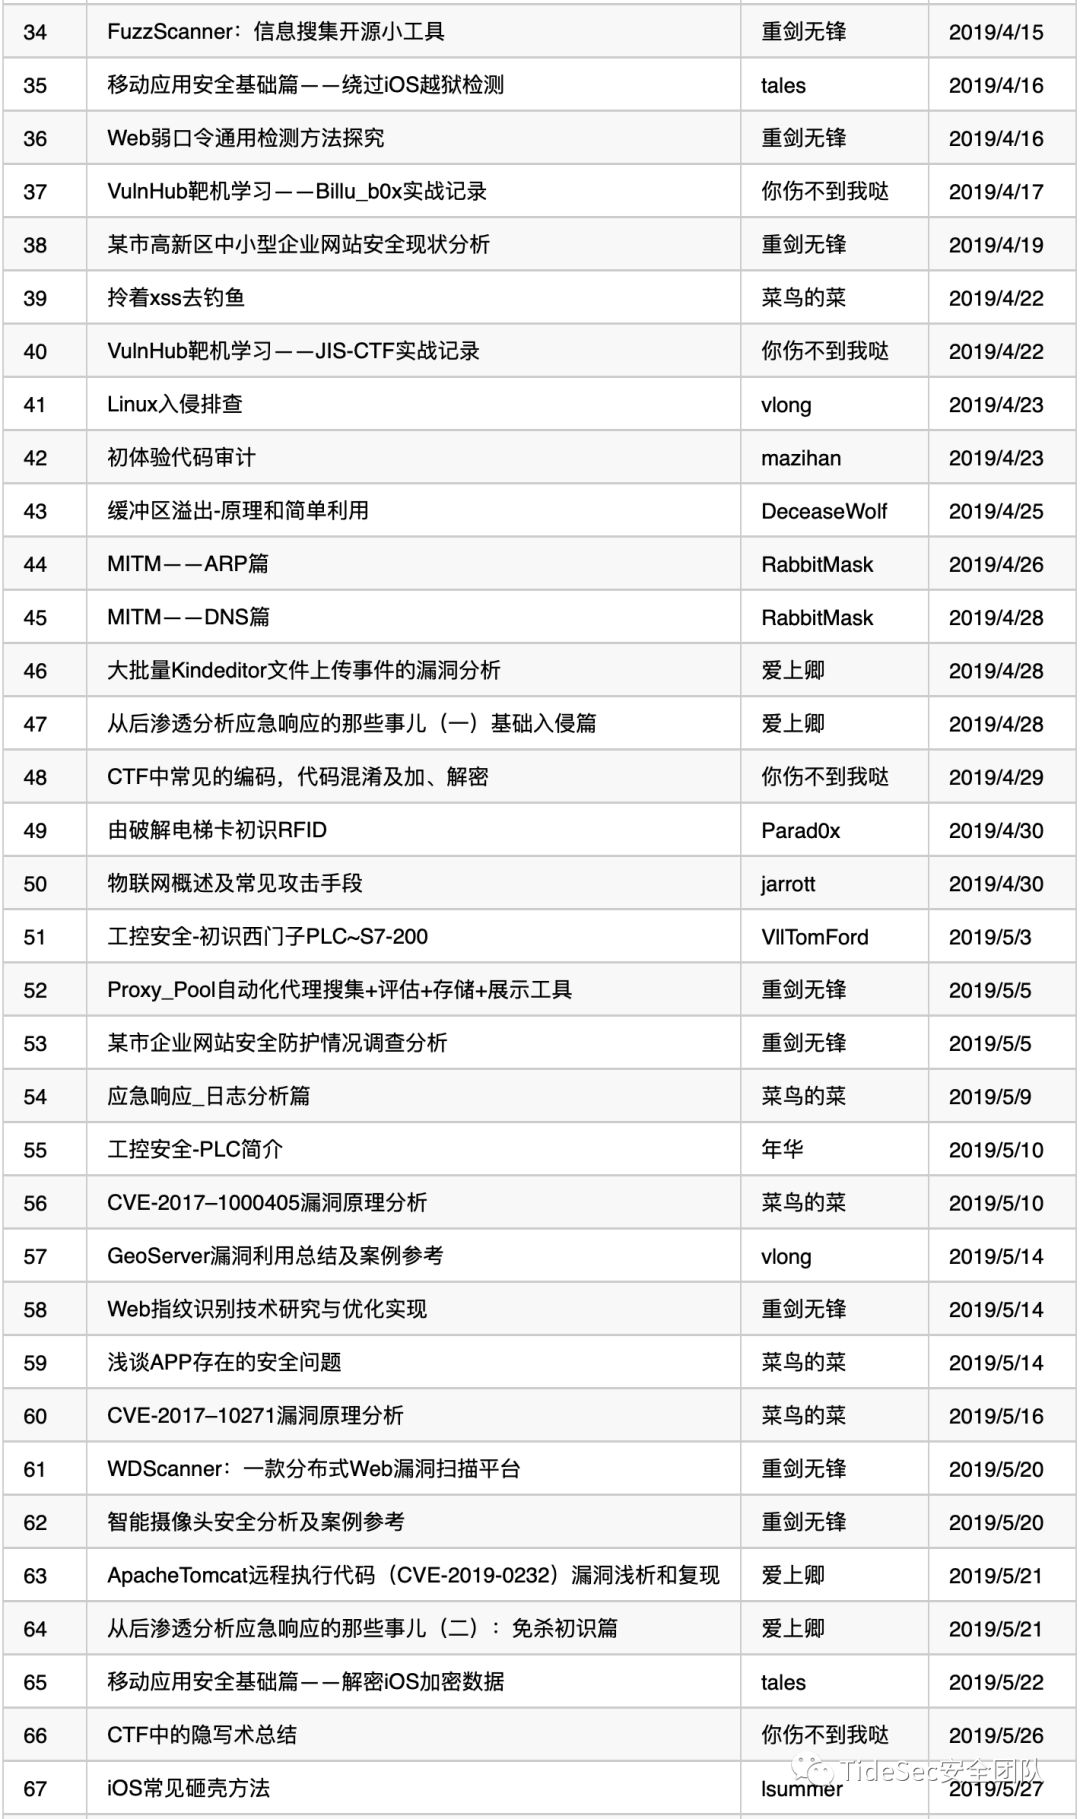 34 FuzzScanner：信息搜集开源小工具 重剑无锋 2019/4/15
35 移动应用安全基础篇——绕过iOS越狱检测 tales 2019/4/16
36 Web弱口令通用检测方法探究 重剑无锋 2019/4/16
37 VulnHub靶机学习——Billu_b0x实战记录 你伤不到我哒 2019/4/17
38 某市高新区中小型企业网站安全现状分析 重剑无锋 2019/4/19
39 拎着xss去钓鱼 菜鸟的菜 2019/4/22
40 VulnHub靶机学习——JIS-CTF实战记录 你伤不到我哒 2019/4/22
41 Linux入侵排查 vlong 2019/4/23
42 初体验代码审计 mazihan 2019/4/23
43 缓冲区溢出-原理和简单利用 DeceaseWolf 2019/4/25
44 MITM——ARP篇 RabbitMask 2019/4/26
45 MITM——DNS篇 RabbitMask 2019/4/28
46 大批量Kindeditor文件上传事件的漏洞分析 爱上卿 2019/4/28
47 从后渗透分析应急响应的那些事儿（一）基础入侵篇 爱上卿 2019/4/28
48 CTF中常见的编码，代码混淆及加、解密 你伤不到我哒 2019/4/29
49 由破解电梯卡初识RFID Parad0x 2019/4/30
50 物联网概述及常见攻击手段 jarrott 2019/4/30
51 工控安全-初识西门子PLC~S7-200 VllTomFord 2019/5/3
52 Proxy_Pool自动化代理搜集+评估+存储+展示工具 重剑无锋 2019/5/5
53 某市企业网站安全防护情况调查分析 重剑无锋 2019/5/5
54 应急响应_日志分析篇 菜鸟的菜 2019/5/9
55 工控安全-PLC简介 年华 2019/5/10
56 CVE-2017–1000405漏洞原理分析 菜鸟的菜 2019/5/10
57 GeoServer漏洞利用总结及案例参考 vlong 2019/5/14
58 Web指纹识别技术研究与优化实现 重剑无锋 2019/5/14
59 浅谈APP存在的安全问题 菜鸟的菜 2019/5/14
60 CVE-2017–10271漏洞原理分析 菜鸟的菜 2019/5/16
61 WDScanner：一款分布式Web漏洞扫描平台 重剑无锋 2019/5/20
62 智能摄像头安全分析及案例参考 重剑无锋 2019/5/20
63 ApacheTomcat远程执行代码（CVE-2019-0232）漏洞浅析和复现 爱上卿 2019/5/21
64 从后渗透分析应急响应的那些事儿（二）：免杀初识篇 爱上卿 2019/5/21
65 移动应用安全基础篇——解密iOS加密数据 tales 2019/5/22
66 CTF中的隐写术总结 你伤不到我哒 2019/5/26
TideSec安全团队
67 iOS常见砸壳方法 lsummer 2019/5/27